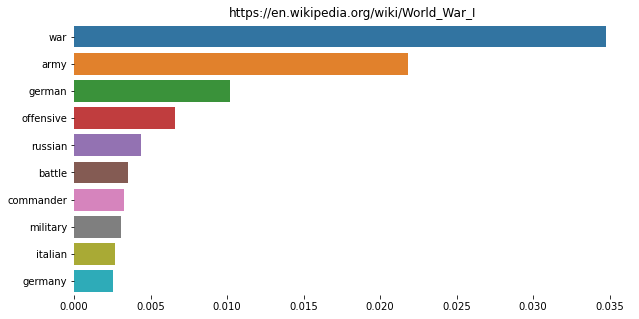 https://en.wikipedia.org/wiki/World_War_I
war
army
german
offensive
russian
battle
commander
military
italian
germany
0.000 0.005 0.010 0.015 0.020 0.025 0.030 0.035